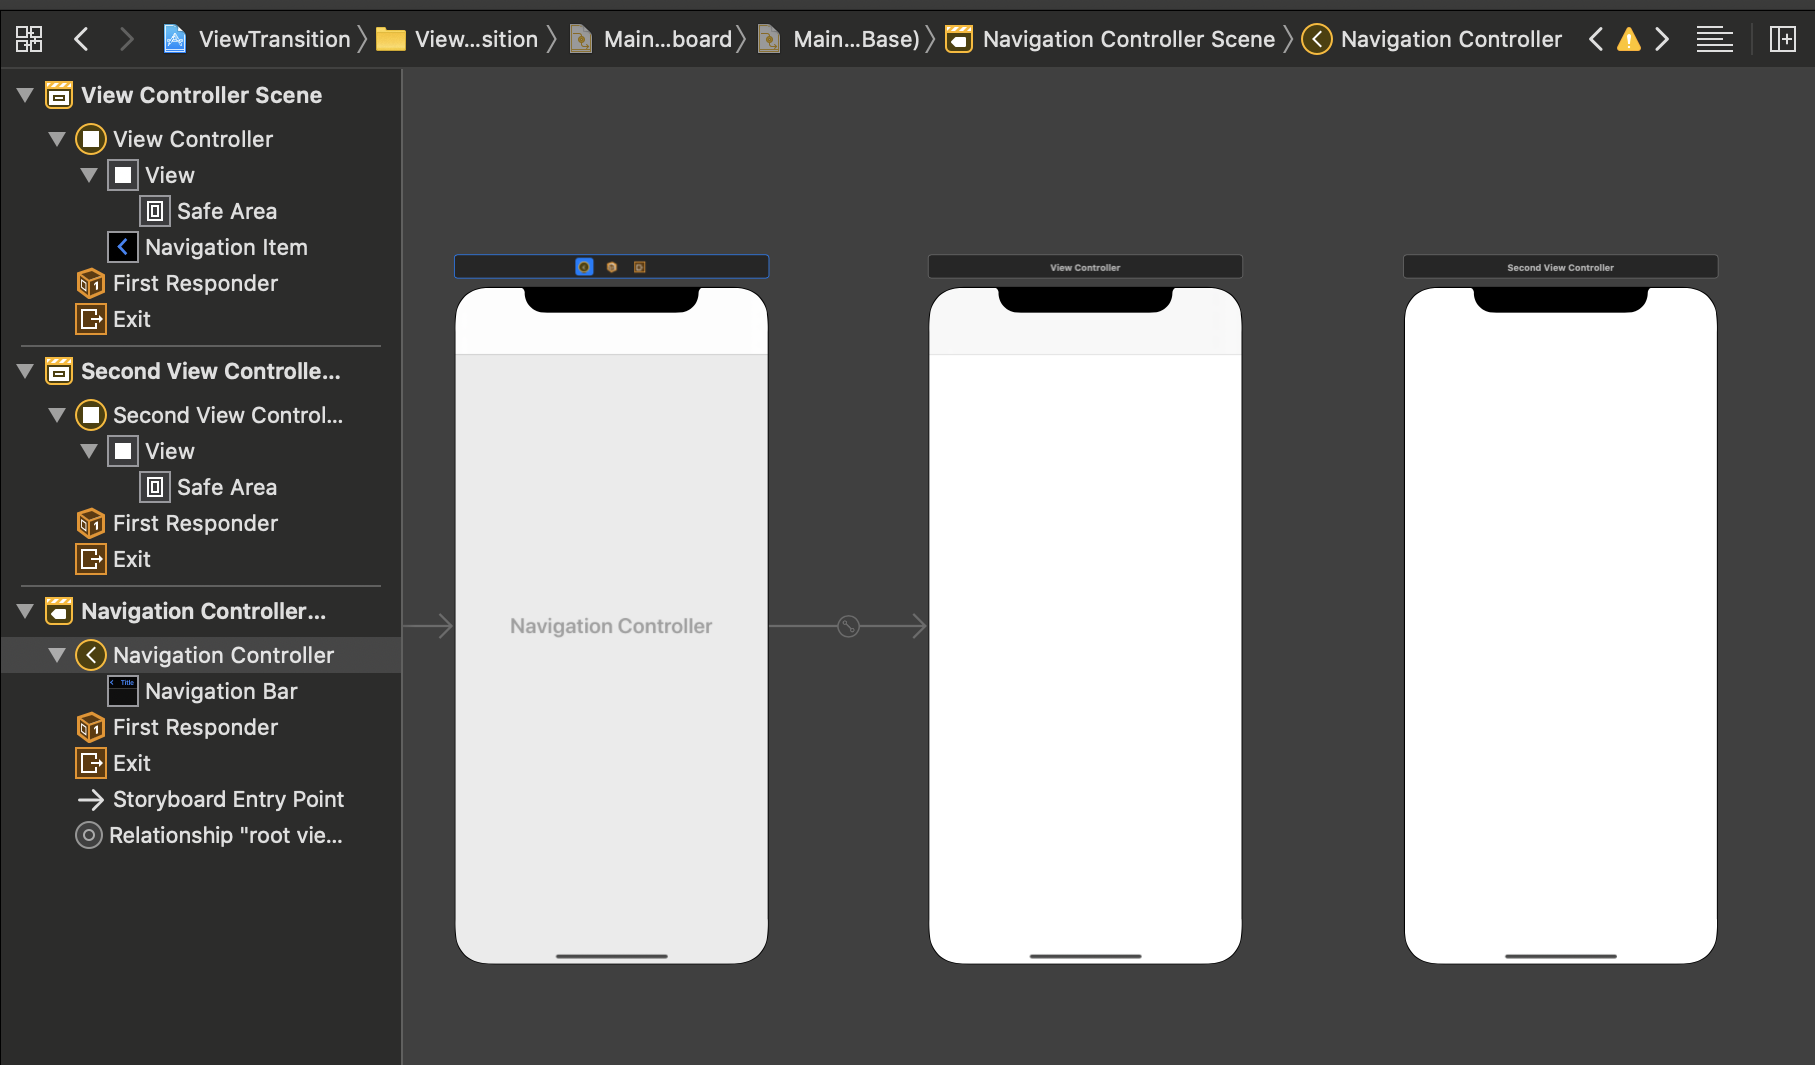 ViewTransition
View...sition
Main...board
Main...Base)
Navigation Controller Scene
Navigation Controller
View Controller Scene
View Controller
View
Safe Area
Navigation Item
First Responder
Exit
Second View Controlle...
Second View Control...
View
Safe Area
First Responder
Exit
Navigation Controller...
Navigation Controller
Title
Navigation Bar
First Responder
Exit
Storyboard Entry Point
Relationship "root vie...
Navigation Controller
View Controller
Second View Controller